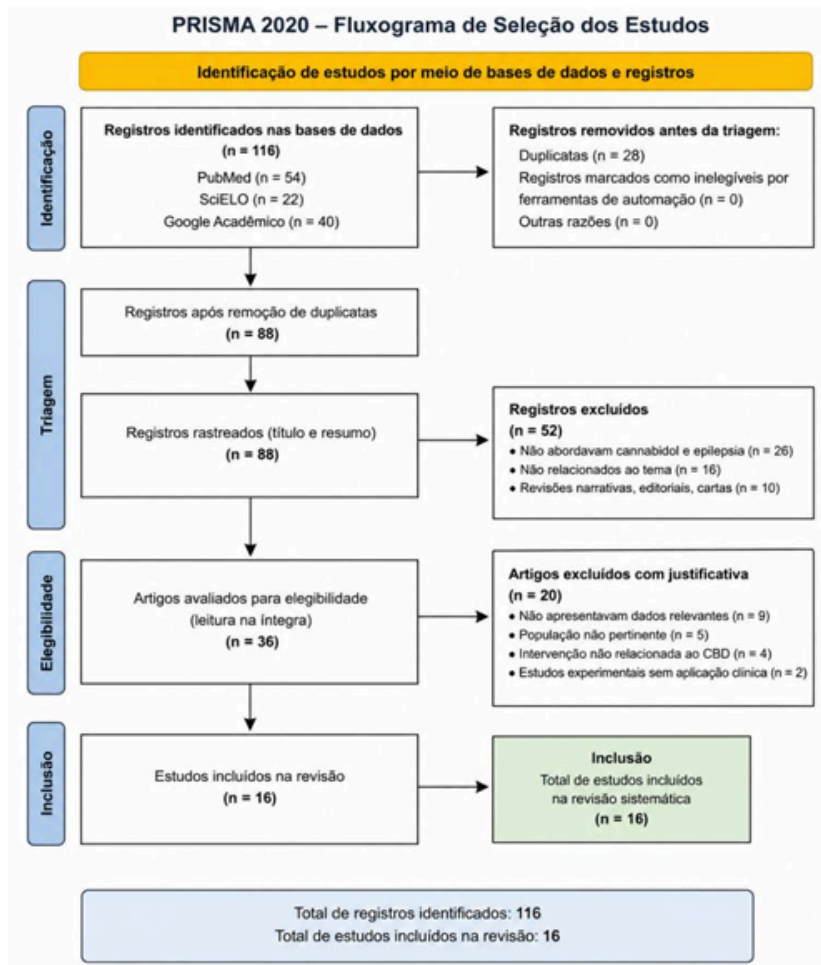 PRISMA 2020 – Fluxograma de Seleção dos Estudos
Identificação de estudos por meio de bases de dados e registros
Identificação
Registros identificados nas bases de dados
(n = 116)
PubMed (n = 54)
SciELO (n = 22)
Google Acadêmico (n = 40)
Registros removidos antes da triagem:
Duplicatas (n = 28)
Registros marcados como inelegíveis por
ferramentas de automação (n = 0)
Outras razões (n = 0)
Triagem
Registros após remoção de duplicatas
(n = 88)
Registros rastreados (título e resumo)
(n = 88)
Registros excluídos
(n = 52)
• Não abordavam cannabidol e epilepsia (n = 26)
• Não relacionados ao tema (n = 16)
• Revisões narrativas, editoriais, cartas (n = 10)
Elegibilidade
Artigos avaliados para elegibilidade
(leitura na íntegra)
(n = 36)
Artigos excluídos com justificativa
(n = 20)
• Não apresentavam dados relevantes (n = 9)
• População não pertinente (n = 5)
• Intervenção não relacionada ao CBD (n = 4)
• Estudos experimentais sem aplicação clínica (n = 2)
Inclusão
Estudos incluídos na revisão
(n = 16)
Inclusão
Total de estudos incluídos
na revisão sistemática
(n = 16)
Total de registros identificados: 116
Total de estudos incluídos na revisão: 16